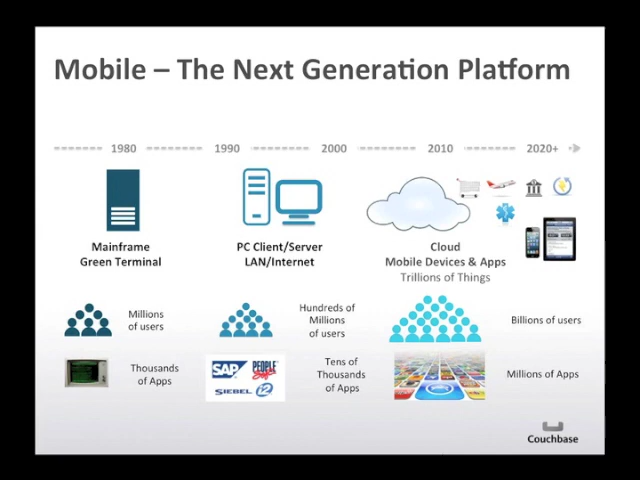 Mobile – The Next Generation Platform
1980 1990 2000 2010 2020+
Mainframe
Green Terminal
PC Client/Server
LAN/Internet
Cloud
Mobile Devices & Apps
Trillions of Things
Millions
of users
Hundreds of
Millions
of users
Billions of users
Thousands
of Apps
SAP
PEOPLE
Soft
SIEBEL
i2
Tens of
Thousands
of Apps
Millions of Apps
Couchbase